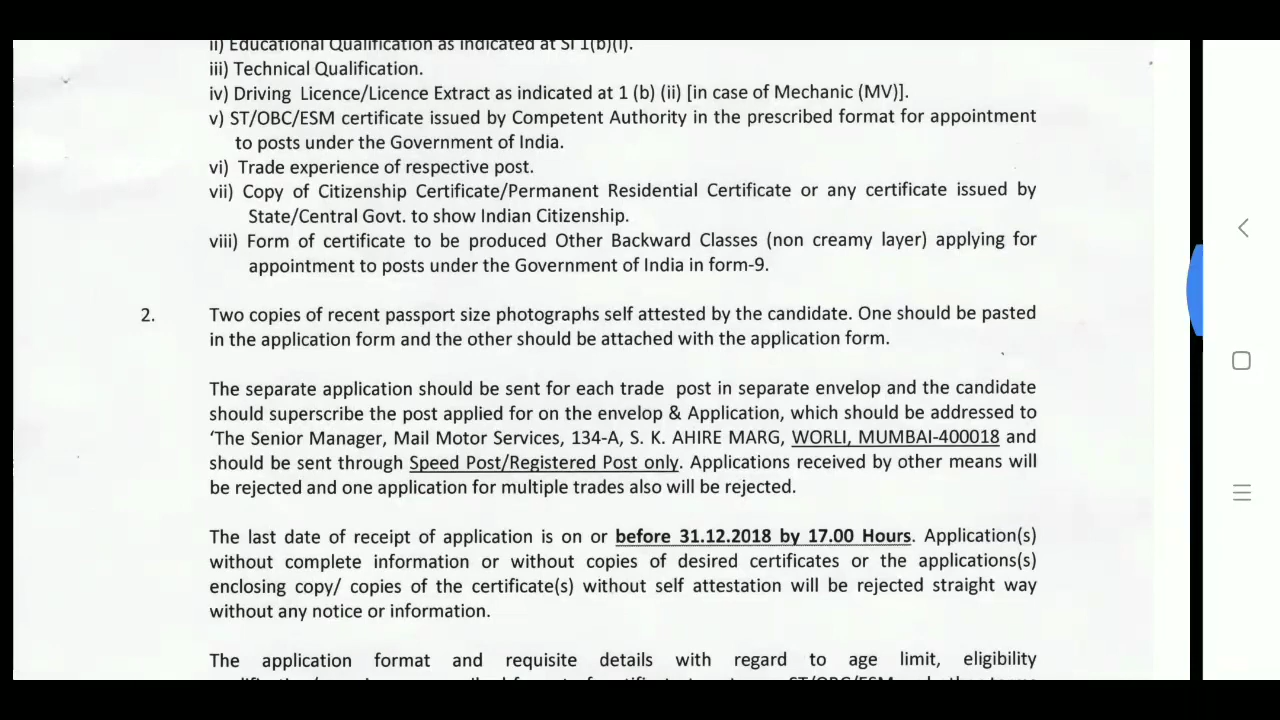 ii) Educational Qualification as indicated at Sl 1(b)(i).
iii) Technical Qualification.
iv) Driving Licence/Licence Extract as indicated at 1 (b) (ii) [in case of Mechanic (MV)].
v) ST/OBC/ESM certificate issued by Competent Authority in the prescribed format for appointment
to posts under the Government of India.
vi) Trade experience of respective post.
vii) Copy of Citizenship Certificate/Permanent Residential Certificate or any certificate issued by
State/Central Govt. to show Indian Citizenship.
viii) Form of certificate to be produced Other Backward Classes (non creamy layer) applying for
appointment to posts under the Government of India in form-9.
2. Two copies of recent passport size photographs self attested by the candidate. One should be pasted
in the application form and the other should be attached with the application form.
The separate application should be sent for each trade post in separate envelop and the candidate
should superscribe the post applied for on the envelop & Application, which should be addressed to
‘The Senior Manager, Mail Motor Services, 134-A, S. K. AHIRE MARG, WORLI, MUMBAI-400018 and
should be sent through Speed Post/Registered Post only. Applications received by other means will
be rejected and one application for multiple trades also will be rejected.
The last date of receipt of application is on or before 31.12.2018 by 17.00 Hours. Application(s)
without complete information or without copies of desired certificates or the applications(s)
enclosing copy/ copies of the certificate(s) without self attestation will be rejected straight way
without any notice or information.
The application format and requisite details with regard to age limit, eligibility